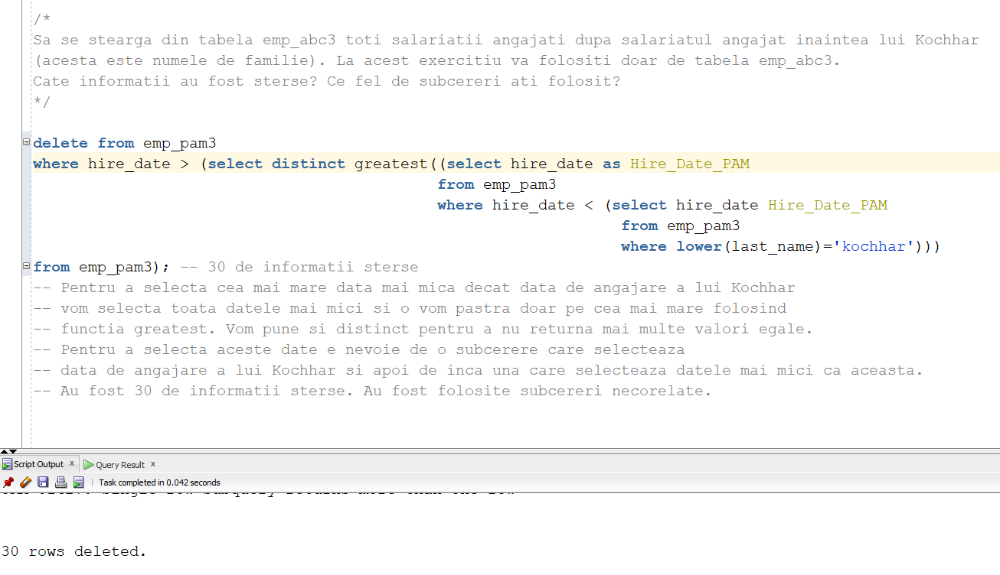 /*
Sa se stearga din tabela emp_abc3 toti salariatii angajati dupa salariatul angajat inaintea lui Kochhar
(acesta este numele de familie). La acest exercitiu va folositi doar de tabela emp_abc3.
Cate informatii au fost sterse? Ce fel de subcereri ati folosit?
*/
delete from emp_pam3
where hire_date > (select distinct greatest((select hire_date as Hire_Date_PAM
from emp_pam3
where hire_date < (select hire_date Hire_Date_PAM
from emp_pam3
where lower(last_name)='kochhar')))
from emp_pam3); -- 30 de informatii sterse
-- Pentru a selecta cea mai mare data mai mica decat data de angajare a lui Kochhar
-- vom selecta toata datele mai mici si o vom pastra doar pe cea mai mare folosind
-- functia greatest. Vom pune si distinct pentru a nu returna mai multe valori egale.
-- Pentru a selecta aceste date e nevoie de o subcerere care selecteaza
-- data de angajare a lui Kochhar si apoi de inca una care selecteaza datele mai mici ca aceasta.
-- Au fost 30 de informatii sterse. Au fost folosite subcereri necorelate.
Script Output x Query Result x
Task completed in 0.042 seconds
30 rows deleted.